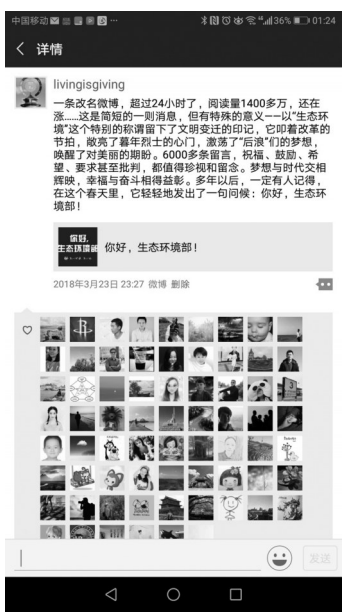 中国移动 36% 01:24
详情
livingisgiving
一条改名微博，超过24小时了，阅读量1400多万，还在
涨……这是简短的一则消息，但有特殊的意义——以“生态环
境”这个特别的称谓留下了文明变迁的印记，它叩着改革的
节拍，敲亮了暮年烈士的心门，激荡了“后浪”们的梦想，
唤醒了对美丽的期盼。6000多条留言，祝福、鼓励、希
望、要求甚至批判，都值得珍视和留念。梦想与时代交相
辉映，幸福与奋斗相得益彰。多年以后，一定有人记得，
在这个春天里，它轻轻地发出了一句问候：你好，生态环
境部！
你好，
生态环境部
你好，生态环境部！
2018年3月23日 23:27 微博 删除
发送